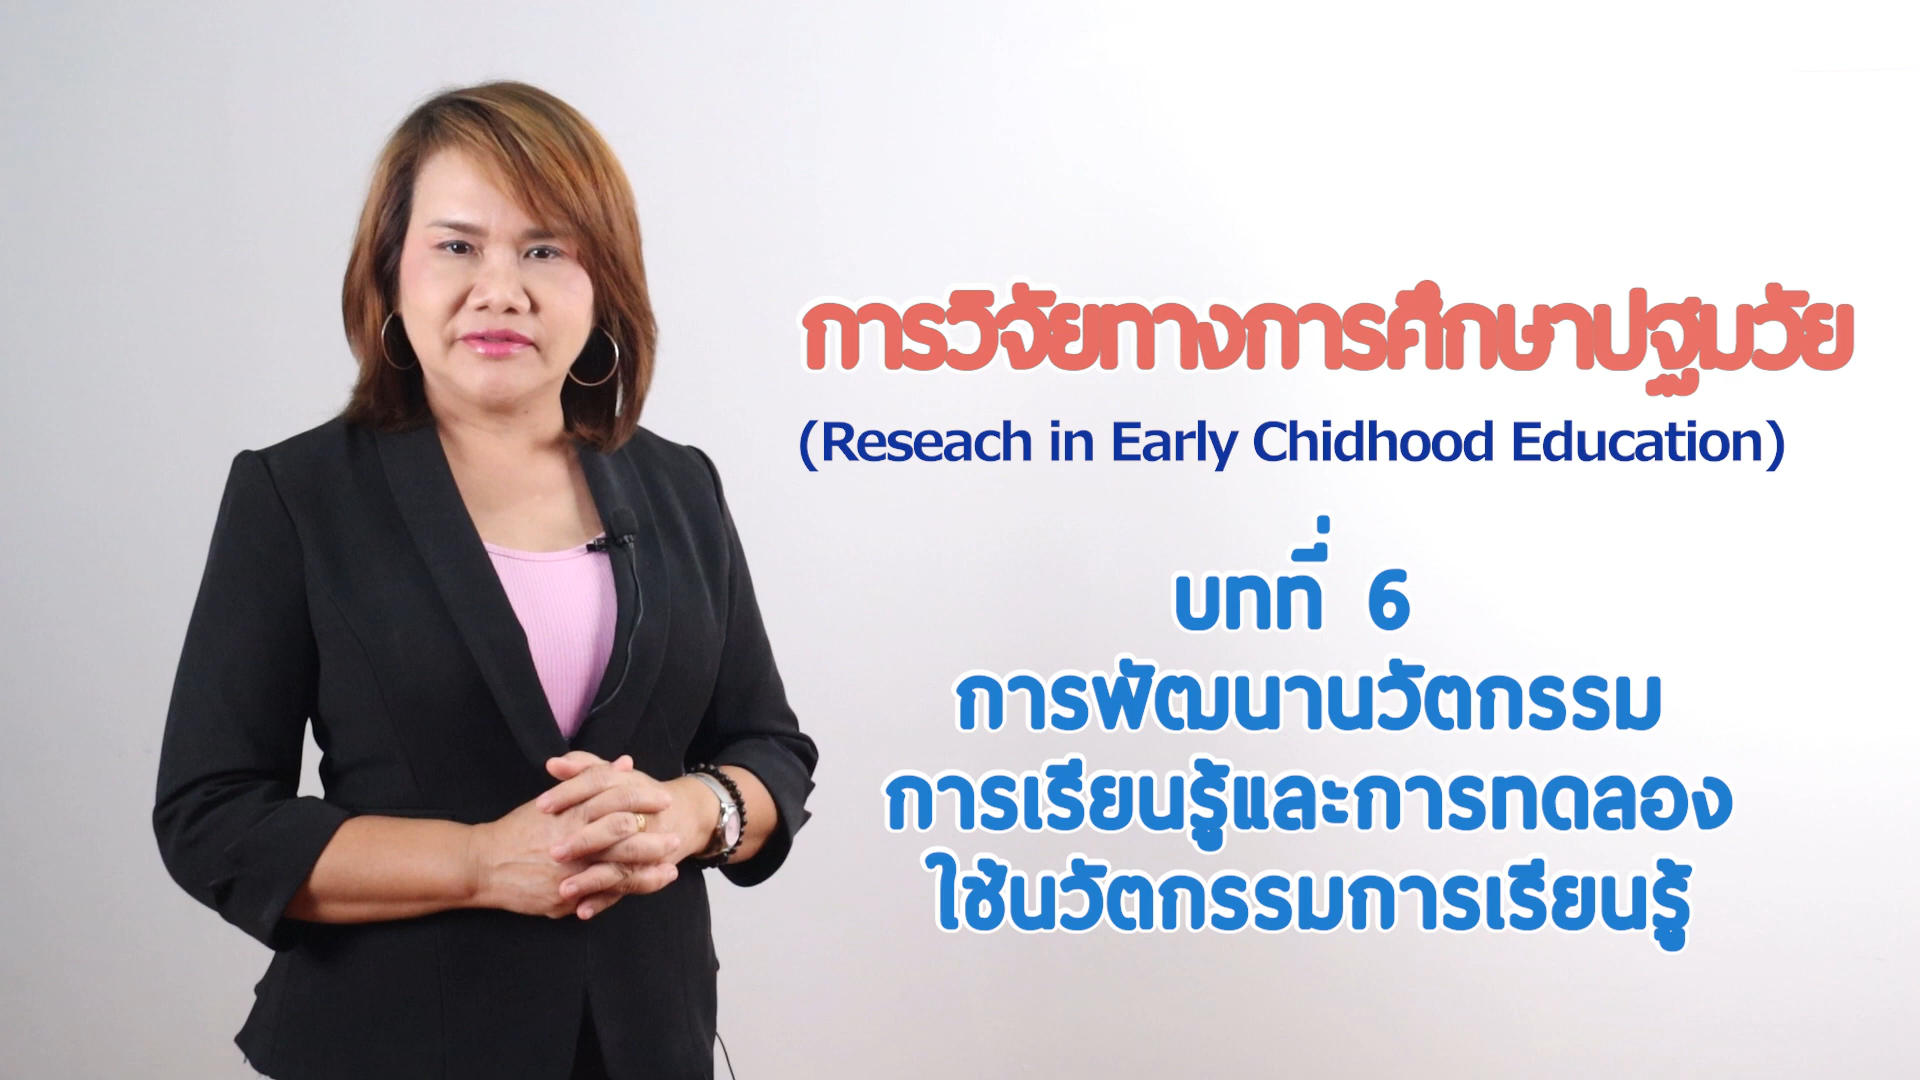 การวิจัยทางการศึกษาปฐมวัย
(Reseach in Early Chidhood Education)
บทที่ 6
การพัฒนานวัตกรรม
การเรียนรู้และการทดลอง
ใช้นวัตกรรมการเรียนรู้